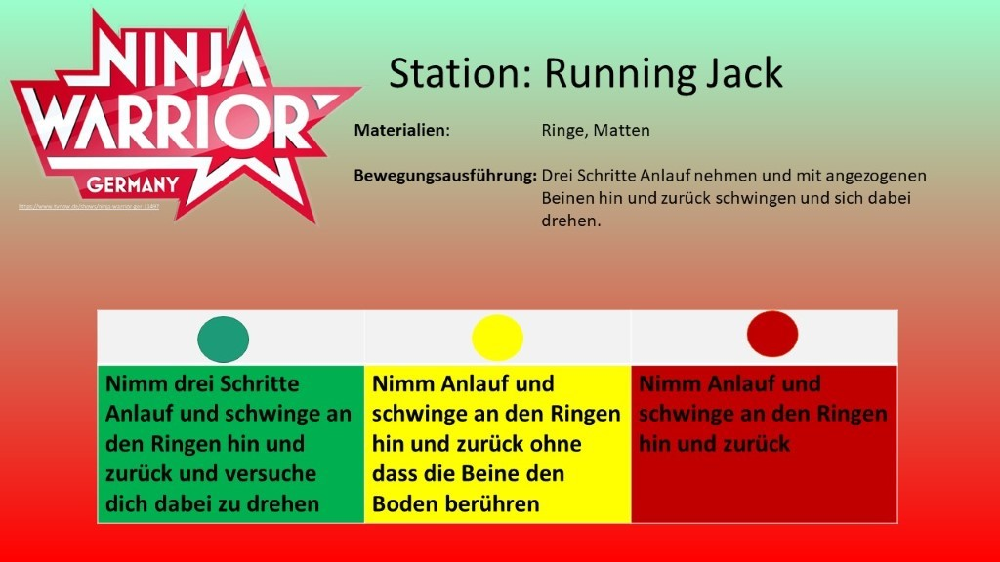 NINJA
WARRIOR
GERMANY
Station: Running Jack
Materialien: Ringe, Matten
Bewegungsausführung: Drei Schritte Anlauf nehmen und mit angezogenen
Beinen hin und zurück schwingen und sich dabei
drehen.
Nimm drei Schritte
Anlauf und schwinge an
den Ringen hin und
zurück und versuche
dich dabei zu drehen
Nimm Anlauf und
schwinge an den Ringen
hin und zurück ohne
dass die Beine den
Boden berühren
Nimm Anlauf und
schwinge an den Ringen
hin und zurück